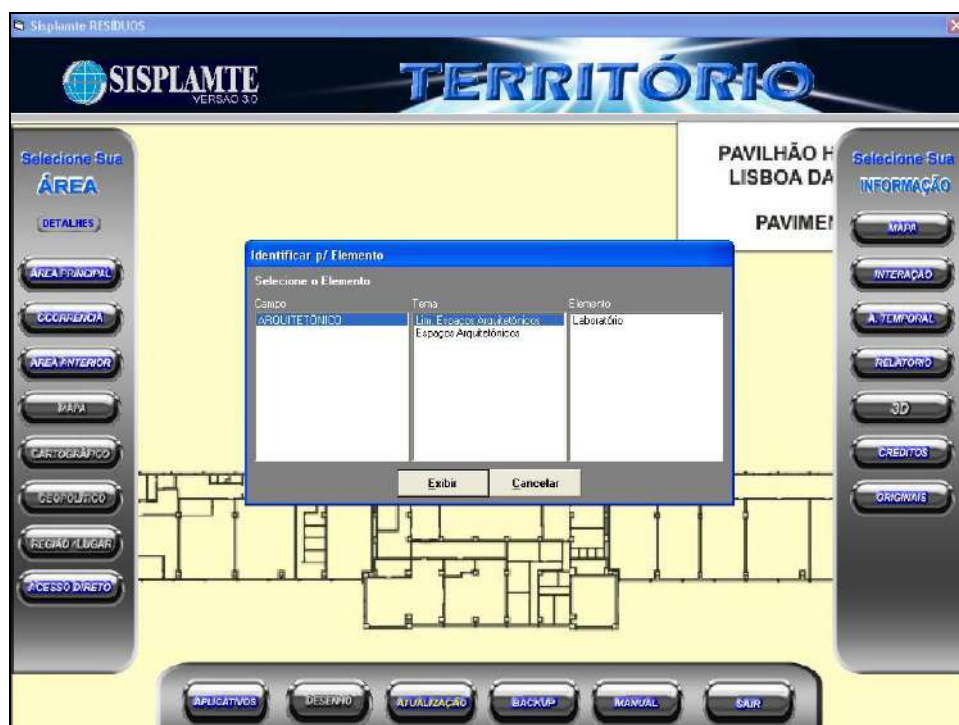 Sisplamte RESÍDUOS
SISPLAMTE
VERSÃO 3.0
TERRITÓRIO
Selecione Sua
ÁREA
DETALHES
ÁREA PRINCIPAL
OCORRÊNCIA
ÁREA ANTERIOR
MAPA
CARTOGRÁFICO
GEOPOLÍTICO
REGIÃO / LUGAR
ACESSO DIRETO
PAVILHÃO H
LISBOA DA
PAVIMEN
Identificar p/ Elemento
Selecione o Elemento
Campo
Tema
Elemento
ARQUITETÔNICO
Lim. Espaços Arquitetônicos
Laboratório
Espaços Arquitetônicos
Exibir
Cancelar
Selecione Sua
INFORMAÇÃO
MAPA
INTERAÇÃO
A. TEMPORAL
RELATÓRIO
3D
CRÉDITOS
ORIGINAIS
APLICATIVOS
DESENHO
ATUALIZAÇÃO
BACKUP
MANUAL
SAIR